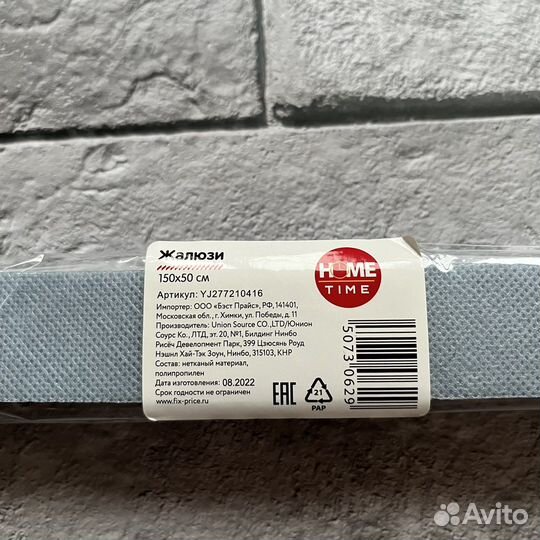 Жалюзи
150x50 см
Артикул: YJ277210416
Импортер: ООО «Бэст Прайс», РФ, 141401,
Московская обл., г. Химки, ул. Победы, д. 11
Производитель: Union Source CO.,LTD/Юнион
Соурс Ко., ЛТД, эт. 20, №1, Билдинг Нинбо
Рисёч Девелопмент Парк, 399 Цзюсянь Роуд
Нэшнл Хай-Тэк Зоун, Нинбо, 315103, КНР
Состав: нетканый материал,
полипропилен
Дата изготовления: 08.2022
Срок годности не ограничен
www.fix-price.ru
EAC
21
PAP
HOME
TIME
50730629
Avito